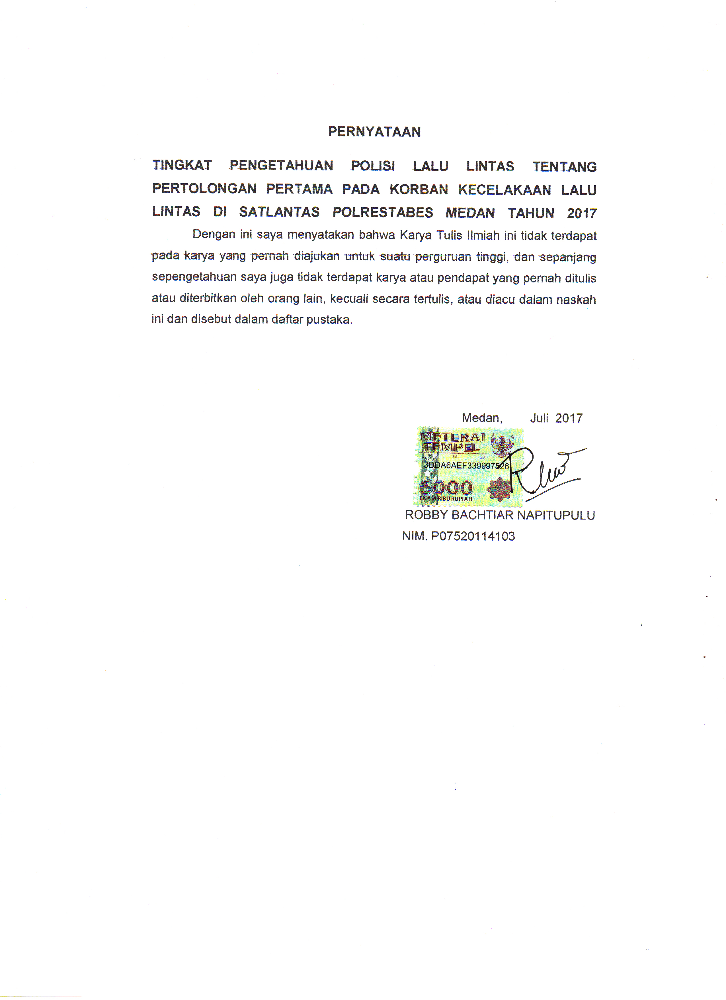 PERNYATAAN
TINGKAT PENGETAHUAN POLISI LALU LINTAS TENTANG
PERTOLONGAN PERTAMA PADA KORBAN KECELAKAAN LALU
LINTAS DI SATLANTAS POLRESTABES MEDAN TAHUN 2017
Dengan ini saya menyatakan bahwa Karya Tulis Ilmiah ini tidak terdapat
pada karya yang pernah diajukan untuk suatu perguruan tinggi, dan sepanjang
sepengetahuan saya juga tidak terdapat karya atau pendapat yang pernah ditulis
atau diterbitkan oleh orang lain, kecuali secara tertulis, atau diacu dalam naskah
ini dan disebut dalam daftar pustaka.
Medan, Juli 2017
METERAI
TEMPEL
TGL. 20
3DDA6AEF339997526
6000
ENAM RIBU RUPIAH
ROBBY BACHTIAR NAPITUPULU
NIM. P07520114103